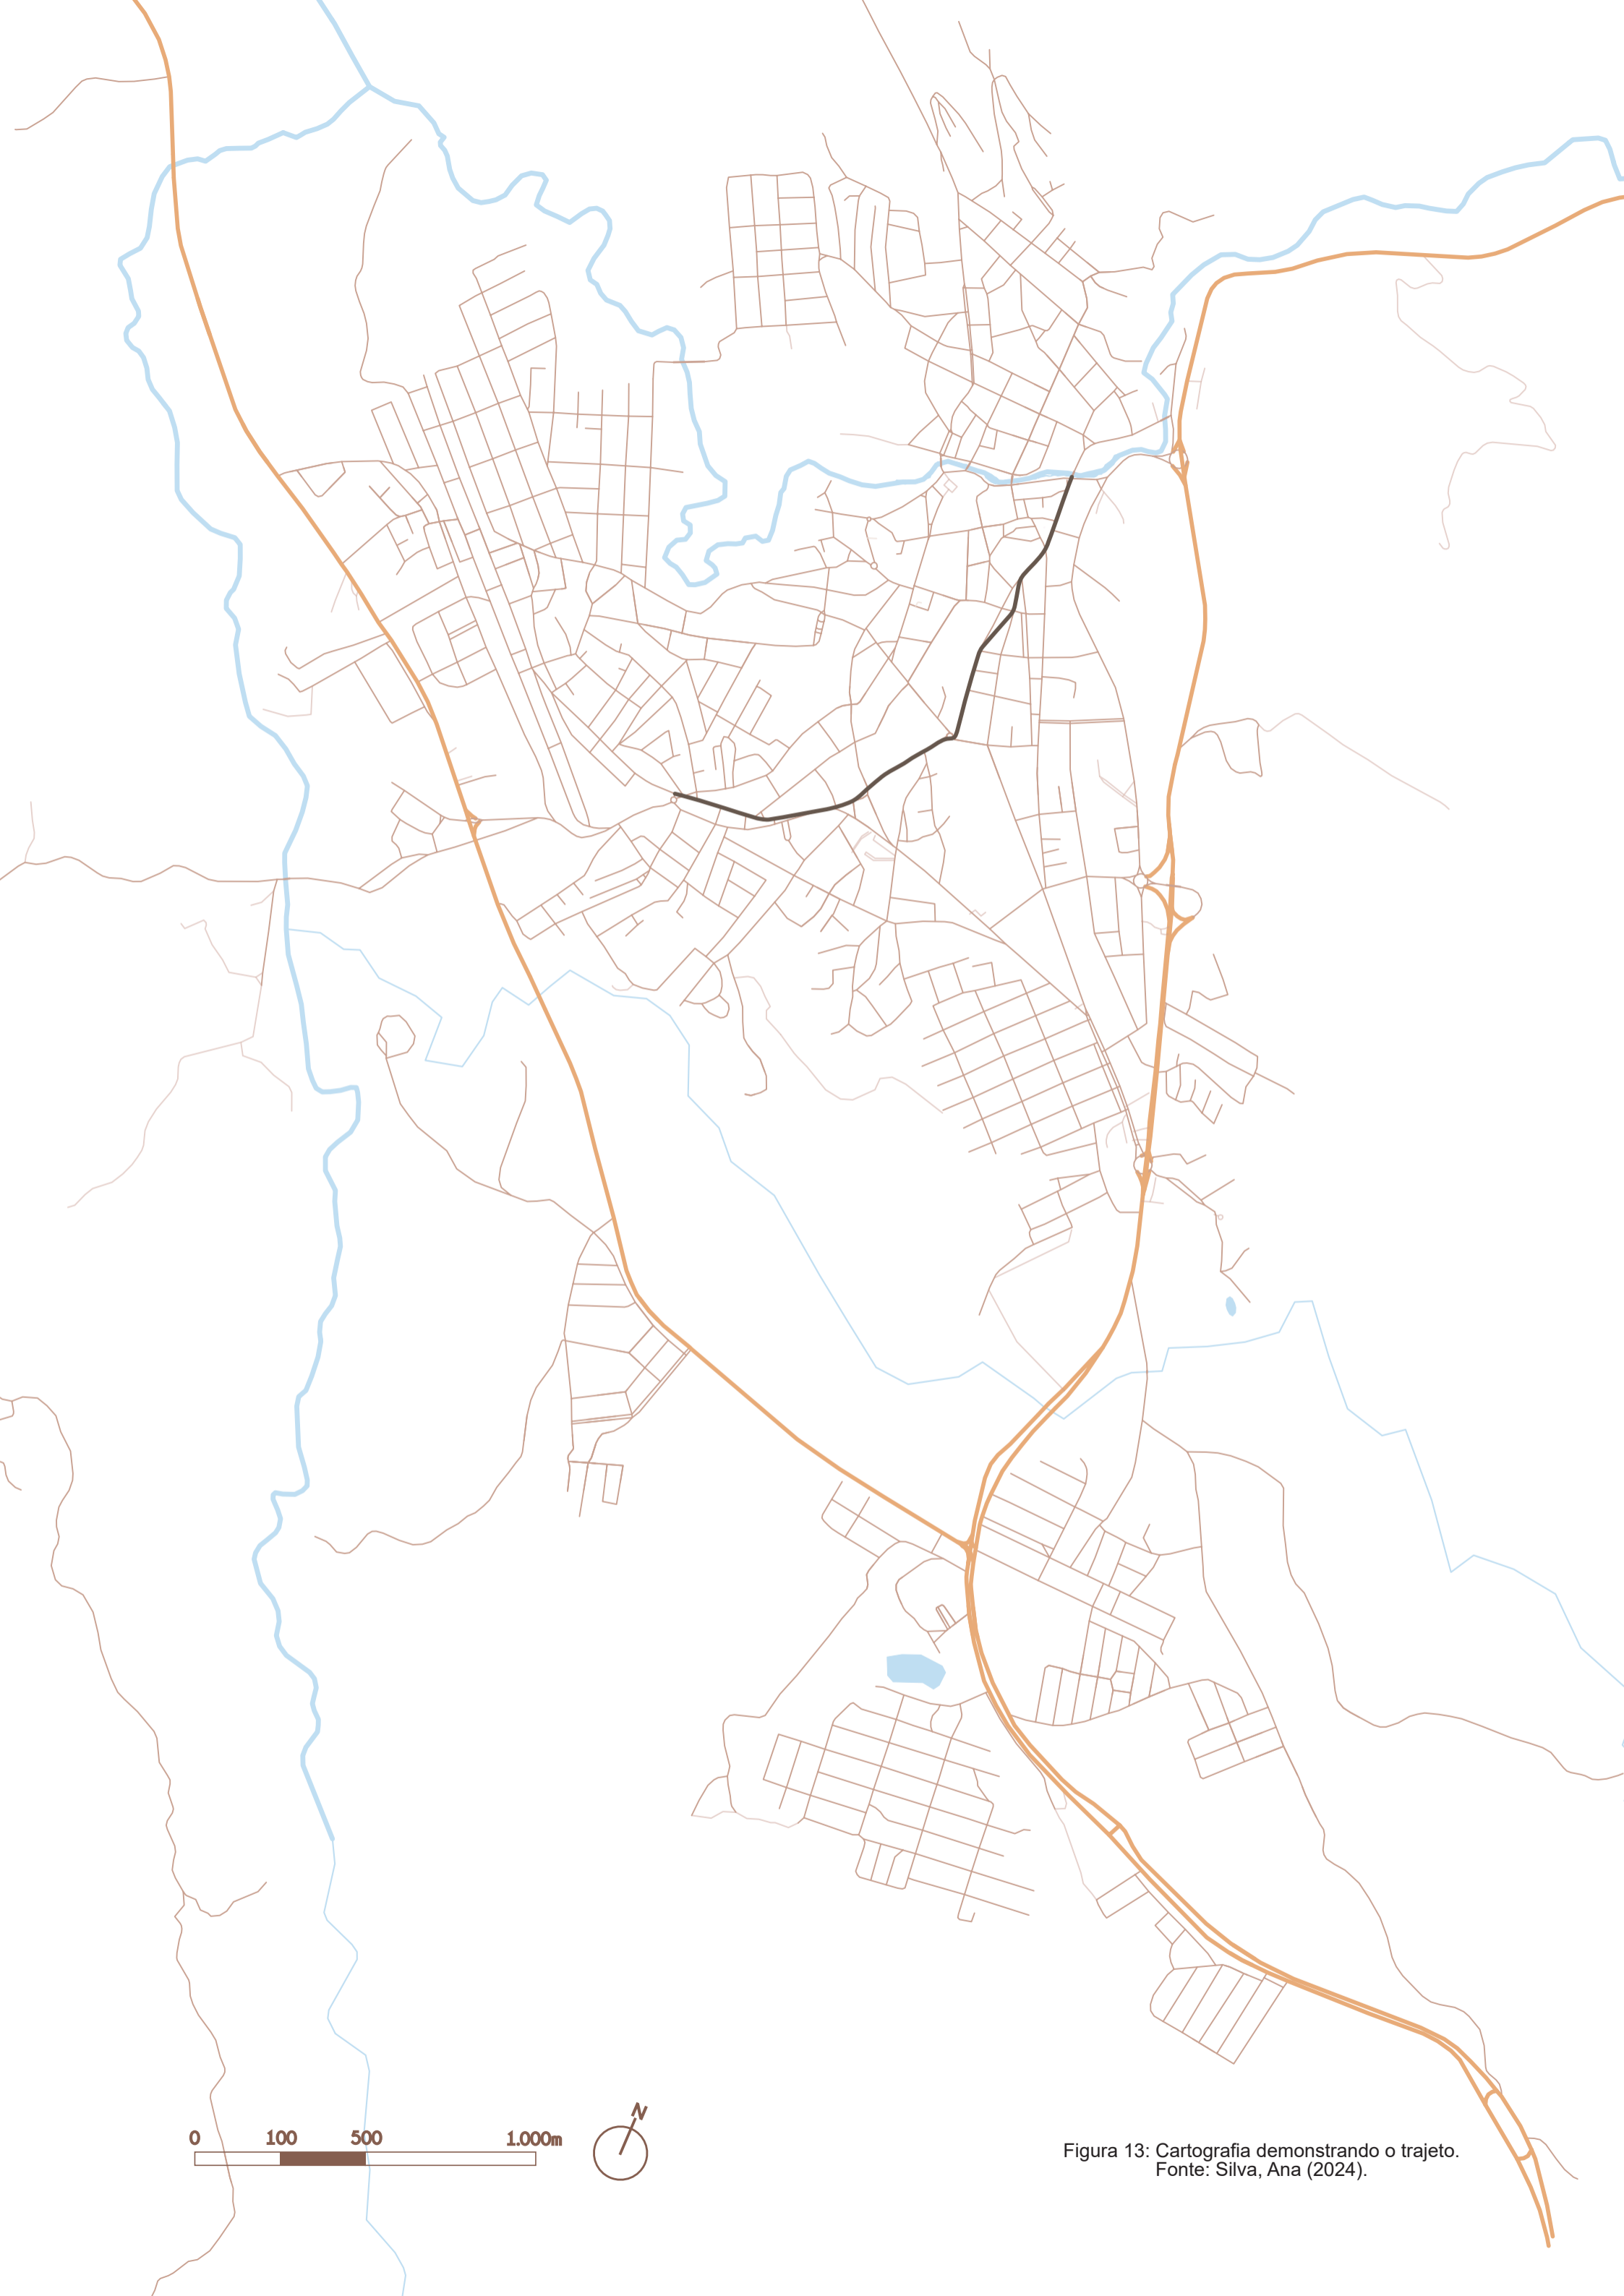 0 100 500 1.000m
N
Figura 13: Cartografia demonstrando o trajeto.
Fonte: Silva, Ana (2024).